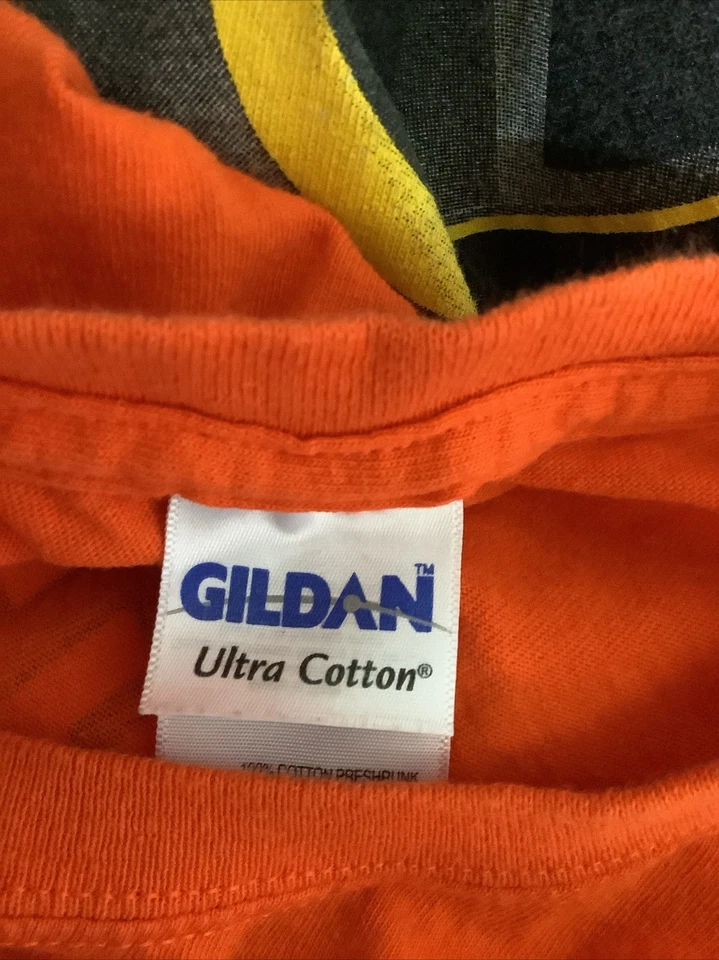 GILDAN™
Ultra Cotton®
100% COTTON PRESHRUNK